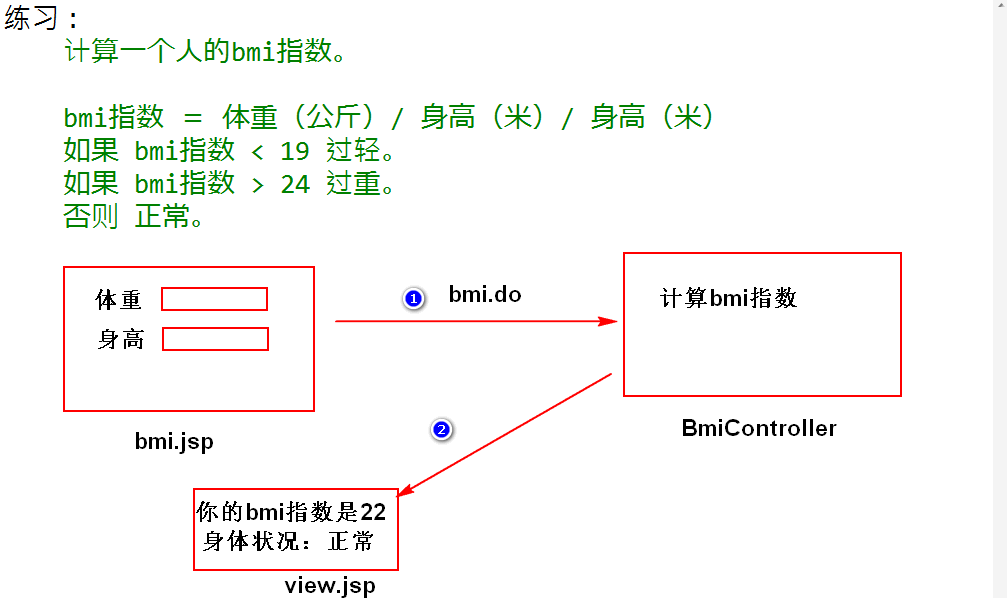 练习：
计算一个人的bmi指数。
bmi指数 ＝ 体重（公斤）/ 身高（米）/ 身高（米）
如果 bmi指数 < 19 过轻。
如果 bmi指数 > 24 过重。
否则 正常。
体重
身高
bmi.jsp
1 bmi.do
计算bmi指数
BmiController
2
你的bmi指数是22
身体状况：正常
view.jsp